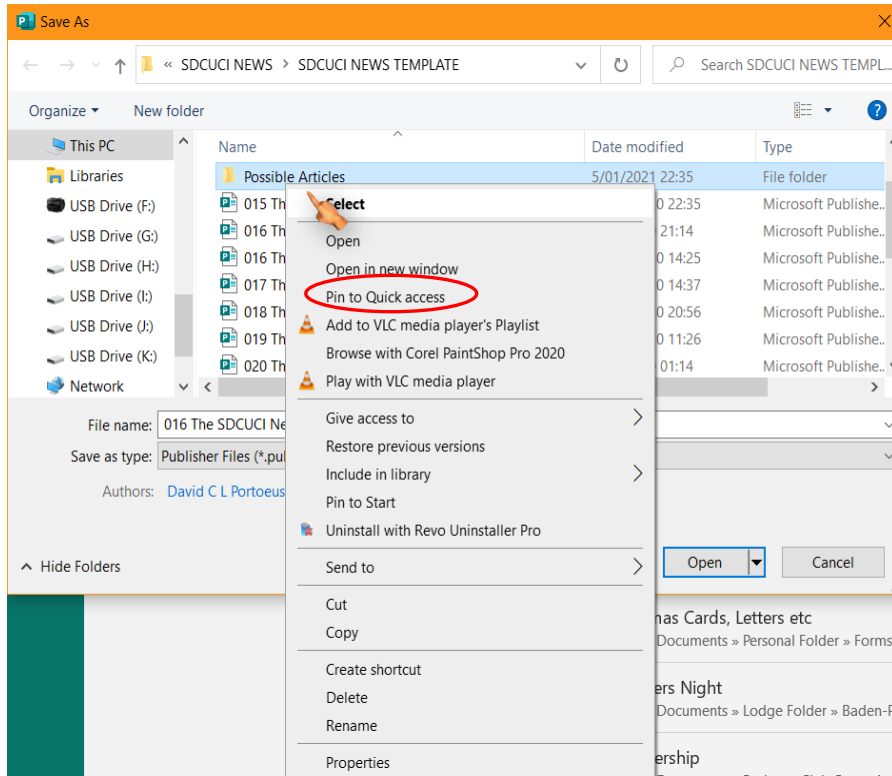 Save As
« SDCUCI NEWS > SDCUCI NEWS TEMPLATE
Search SDCUCI NEWS TEMPL...
Organize
New folder
?
This PC
Libraries
USB Drive (F:)
USB Drive (G:)
USB Drive (H:)
USB Drive (I:)
USB Drive (J:)
USB Drive (K:)
Network
Name Date modified Type
Possible Articles 5/01/2021 22:35 File folder
015 Th 0 22:35 Microsoft Publishe..
016 Th 21:14 Microsoft Publishe..
016 Th 0 14:25 Microsoft Publishe..
017 Th 0 14:37 Microsoft Publishe..
018 Th 0 20:56 Microsoft Publishe..
019 Th 0 11:26 Microsoft Publishe..
020 Th 01:14 Microsoft Publishe..
Select
Open
Open in new window
Pin to Quick access
Add to VLC media player's Playlist
Browse with Corel PaintShop Pro 2020
Play with VLC media player
Give access to
Restore previous versions
Include in library
Pin to Start
Uninstall with Revo Uninstaller Pro
Send to
Cut
Copy
Create shortcut
Delete
Rename
Properties
File name: 016 The SDCUCI Ne
Save as type: Publisher Files (*.pu
Authors: David C L Portoeus
Hide Folders
Open
Cancel
nas Cards, Letters etc
Documents » Personal Folder » Forms
ers Night
Documents » Lodge Folder » Baden-P
ership